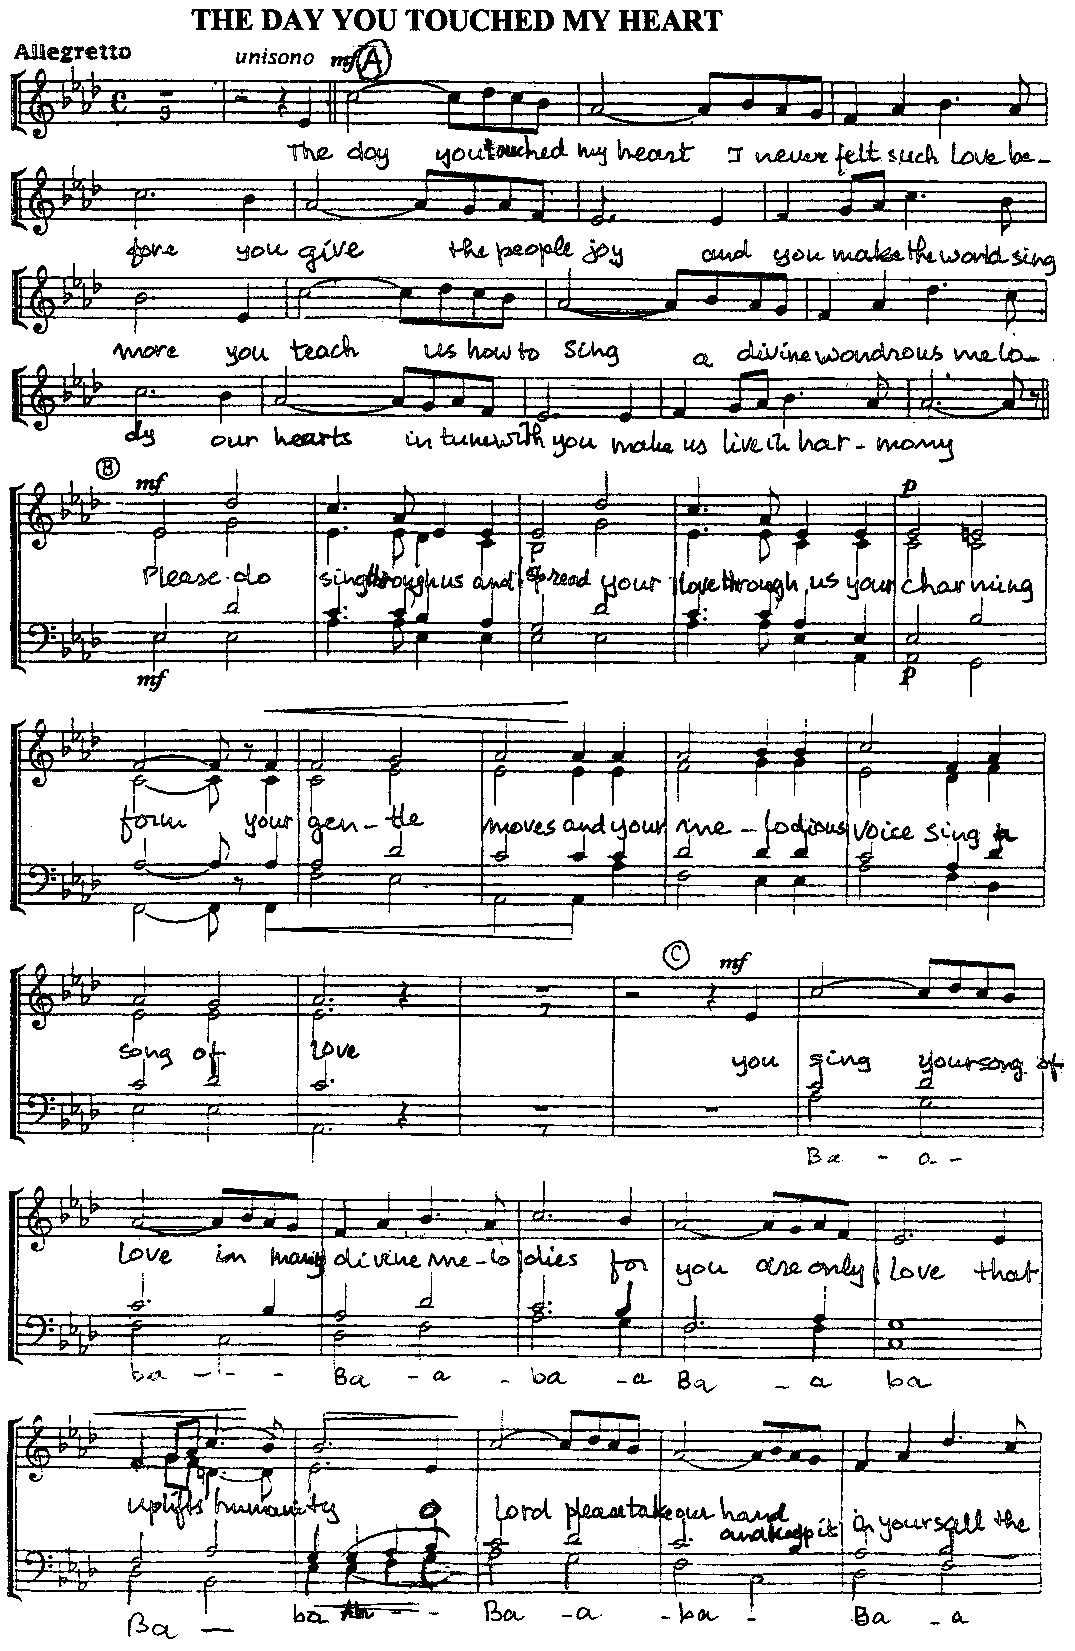 THE DAY YOU TOUCHED MY HEART
Allegretto unisono mf A
3
The day you touched my heart I never felt such love be-
fore you give the people joy and you make the world sing
more you teach us how to sing a divine wondrous melo-
dy our hearts in tune with you make us live in har-mony
B mf p
Please do sing through us and spread your love through us your charming
mf p
form your gen-tle moves and your me-lodious voice sing a
C mf
song of love you sing your song of
Ba - a -
love in many divine me-lo dies for you are only love that
ba - - - Ba - a - ba - a Ba - a ba
uplifts humanity Lord please take our hand and keep it in yours all the
Ba — ba Ah - - Ba - a - ba - Ba - a